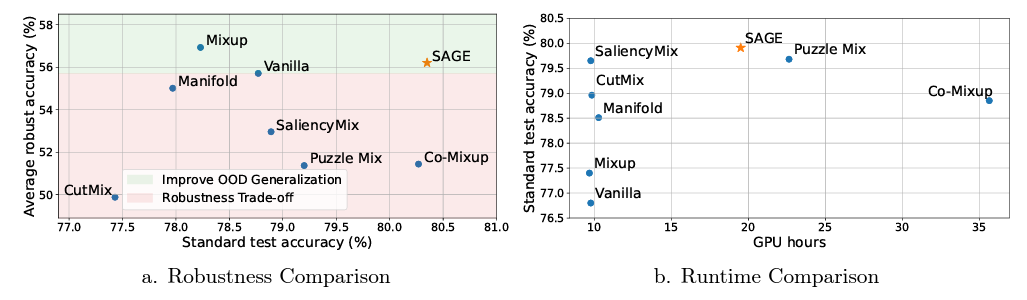 58
56
54
52
50
Average robust accuracy (%)
Mixup
SAGE
Vanilla
Manifold
SaliencyMix
Puzzle Mix
Co-Mixup
CutMix
Improve OOD Generalization
Robustness Trade-off
77.0 77.5 78.0 78.5 79.0 79.5 80.0 80.5 81.0
Standard test accuracy (%)
a. Robustness Comparison
80.5
80.0
79.5
79.0
78.5
78.0
77.5
77.0
76.5
Standard test accuracy (%)
SAGE
SaliencyMix
Puzzle Mix
CutMix
Co-Mixup
Manifold
Mixup
Vanilla
10 15 20 25 30 35
GPU hours
b. Runtime Comparison